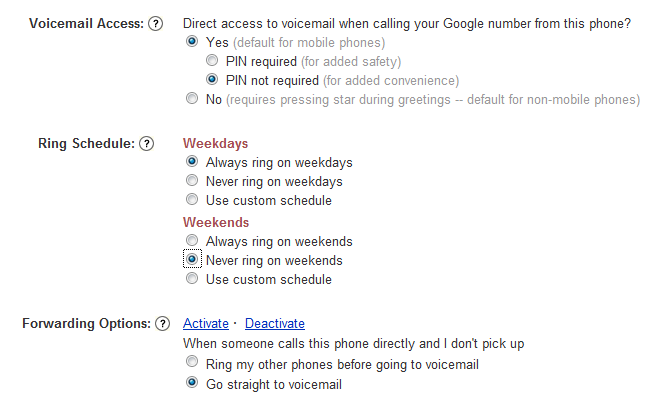 Voicemail Access: ? Direct access to voicemail when calling your Google number from this phone?
Yes (default for mobile phones)
PIN required (for added safety)
PIN not required (for added convenience)
No (requires pressing star during greetings -- default for non-mobile phones)
Ring Schedule: ? Weekdays
Always ring on weekdays
Never ring on weekdays
Use custom schedule
Weekends
Always ring on weekends
Never ring on weekends
Use custom schedule
Forwarding Options: ? Activate · Deactivate
When someone calls this phone directly and I don't pick up
Ring my other phones before going to voicemail
Go straight to voicemail